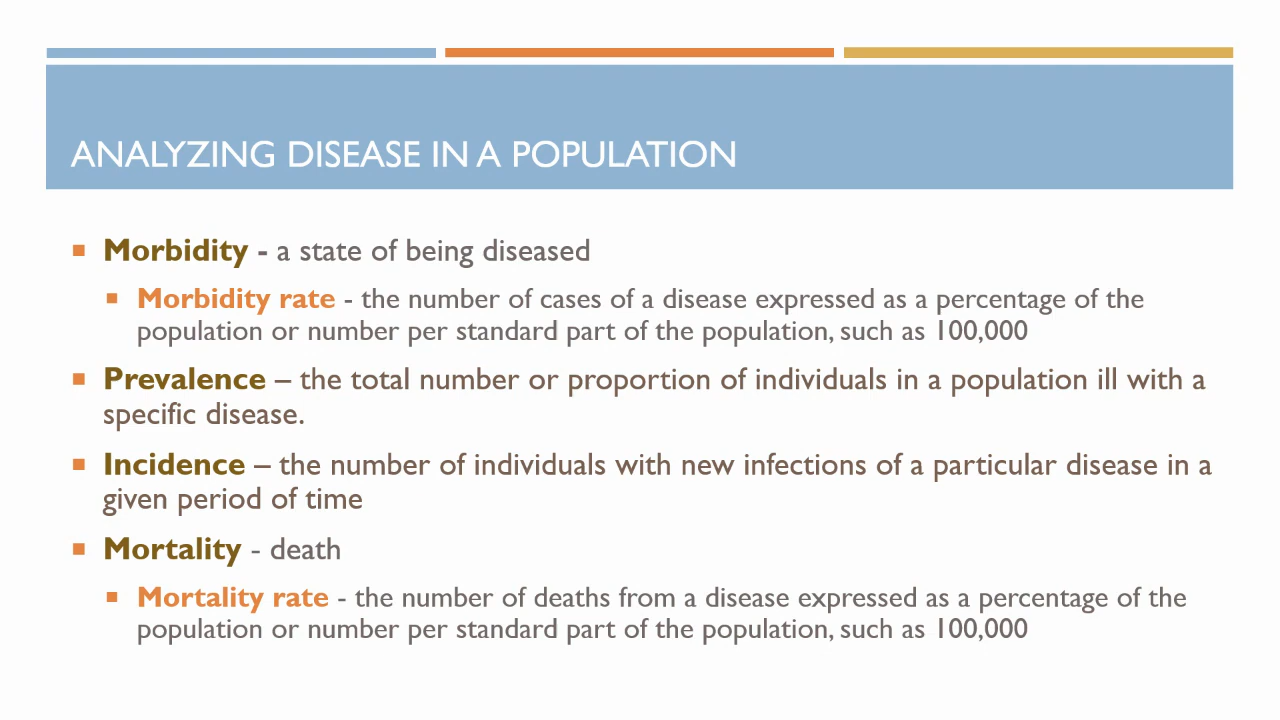 ANALYZING DISEASE IN A POPULATION
Morbidity - a state of being diseased
Morbidity rate - the number of cases of a disease expressed as a percentage of the
population or number per standard part of the population, such as 100,000
Prevalence – the total number or proportion of individuals in a population ill with a
specific disease.
Incidence – the number of individuals with new infections of a particular disease in a
given period of time
Mortality - death
Mortality rate - the number of deaths from a disease expressed as a percentage of the
population or number per standard part of the population, such as 100,000